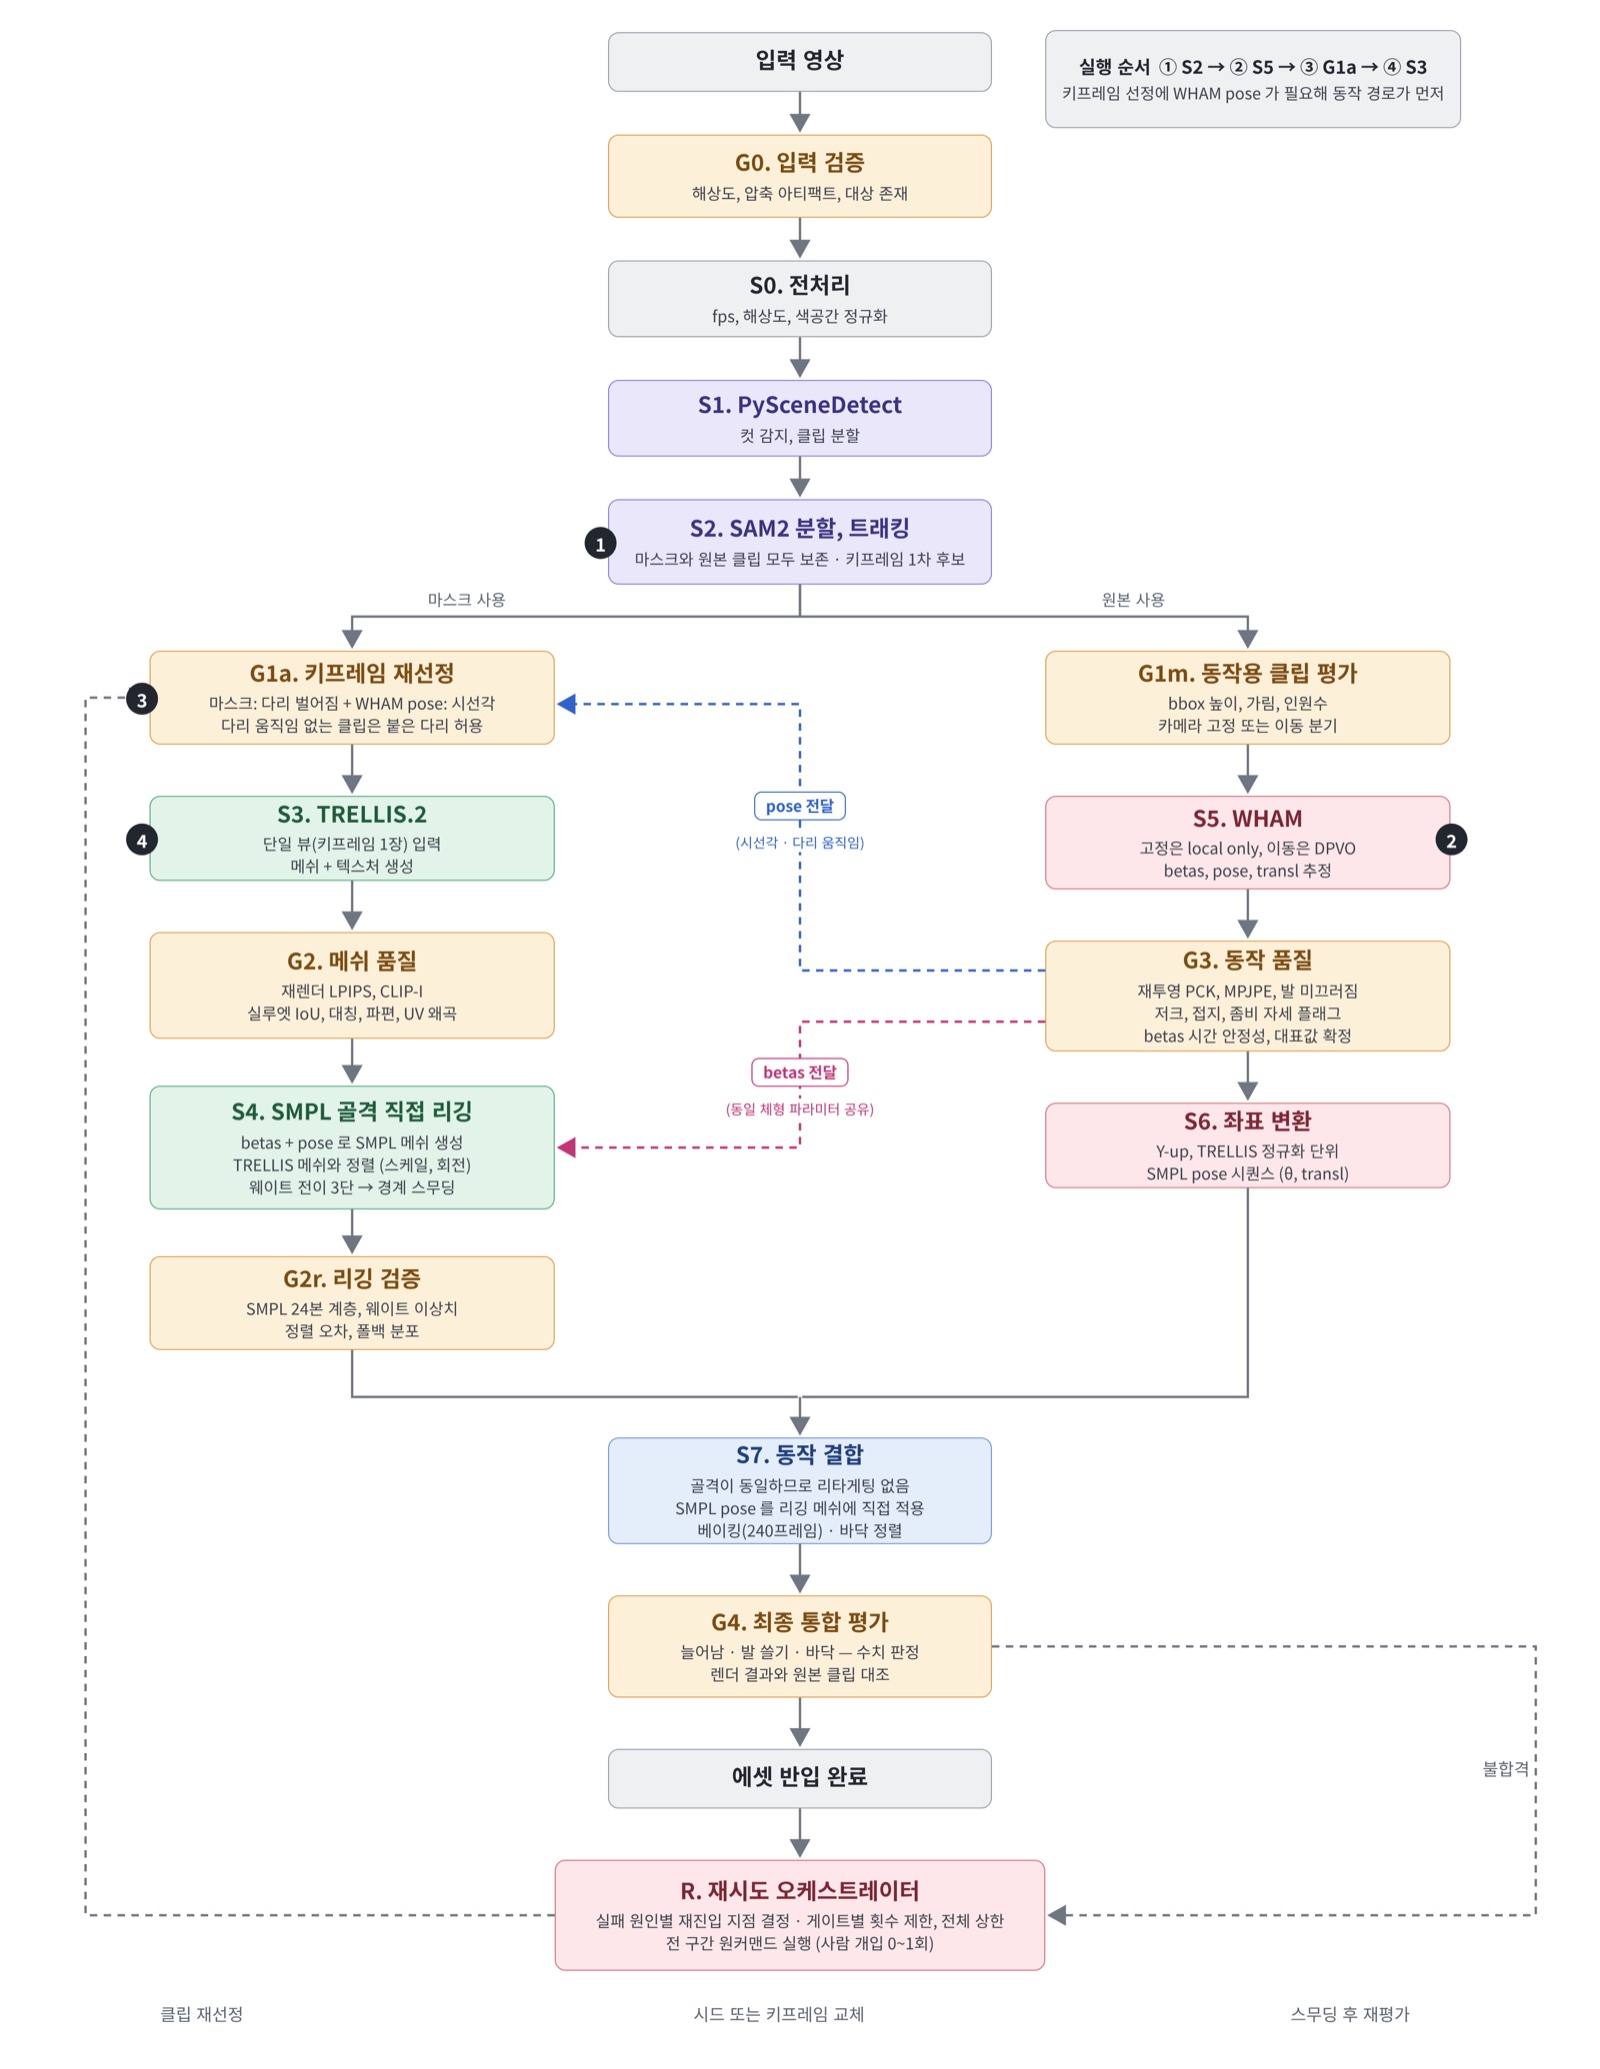 입력 영상
실행 순서 ① S2 → ② S5 → ③ G1a → ④ S3
키프레임 선정에 WHAM pose 가 필요해 동작 경로가 먼저
G0. 입력 검증
해상도, 압축 아티팩트, 대상 존재
S0. 전처리
fps, 해상도, 색공간 정규화
S1. PySceneDetect
컷 감지, 클립 분할
1
S2. SAM2 분할, 트래킹
마스크와 원본 클립 모두 보존 · 키프레임 1차 후보
마스크 사용
원본 사용
3
G1a. 키프레임 재선정
마스크: 다리 벌어짐 + WHAM pose: 시선각
다리 움직임 없는 클립은 붙은 다리 허용
G1m. 동작용 클립 평가
bbox 높이, 가림, 인원수
카메라 고정 또는 이동 분기
pose 전달
(시선각 · 다리 움직임)
4
S3. TRELLIS.2
단일 뷰(키프레임 1장) 입력
메쉬 + 텍스처 생성
S5. WHAM
고정은 local only, 이동은 DPVO
betas, pose, transl 추정
2
G2. 메쉬 품질
재렌더 LPIPS, CLIP-I
실루엣 IoU, 대칭, 파편, UV 왜곡
G3. 동작 품질
재투영 PCK, MPJPE, 발 미끄러짐
저크, 접지, 좀비 자세 플래그
betas 시간 안정성, 대표값 확정
betas 전달
(동일 체형 파라미터 공유)
S4. SMPL 골격 직접 리깅
betas + pose 로 SMPL 메쉬 생성
TRELLIS 메쉬와 정렬 (스케일, 회전)
웨이트 전이 3단 → 경계 스무딩
S6. 좌표 변환
Y-up, TRELLIS 정규화 단위
SMPL pose 시퀀스 (θ, transl)
G2r. 리깅 검증
SMPL 24본 계층, 웨이트 이상치
정렬 오차, 폴백 분포
S7. 동작 결합
골격이 동일하므로 리타게팅 없음
SMPL pose 를 리깅 메쉬에 직접 적용
베이킹(240프레임) · 바닥 정렬
G4. 최종 통합 평가
늘어남 · 발 쓸기 · 바닥 — 수치 판정
렌더 결과와 원본 클립 대조
에셋 반입 완료
불합격
R. 재시도 오케스트레이터
실패 원인별 재진입 지점 결정 · 게이트별 횟수 제한, 전체 상한
전 구간 원커맨드 실행 (사람 개입 0~1회)
클립 재선정
시드 또는 키프레임 교체
스무딩 후 재평가